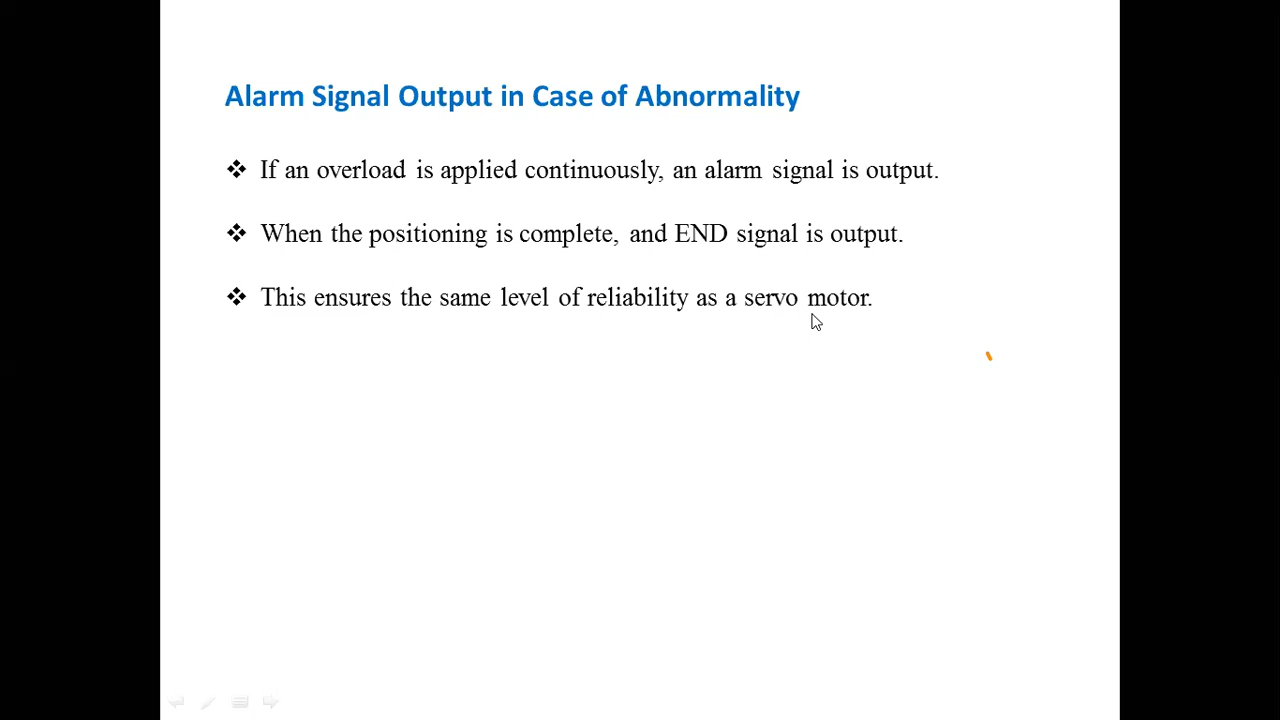 Alarm Signal Output in Case of Abnormality
❖ If an overload is applied continuously, an alarm signal is output.
❖ When the positioning is complete, and END signal is output.
❖ This ensures the same level of reliability as a servo motor.